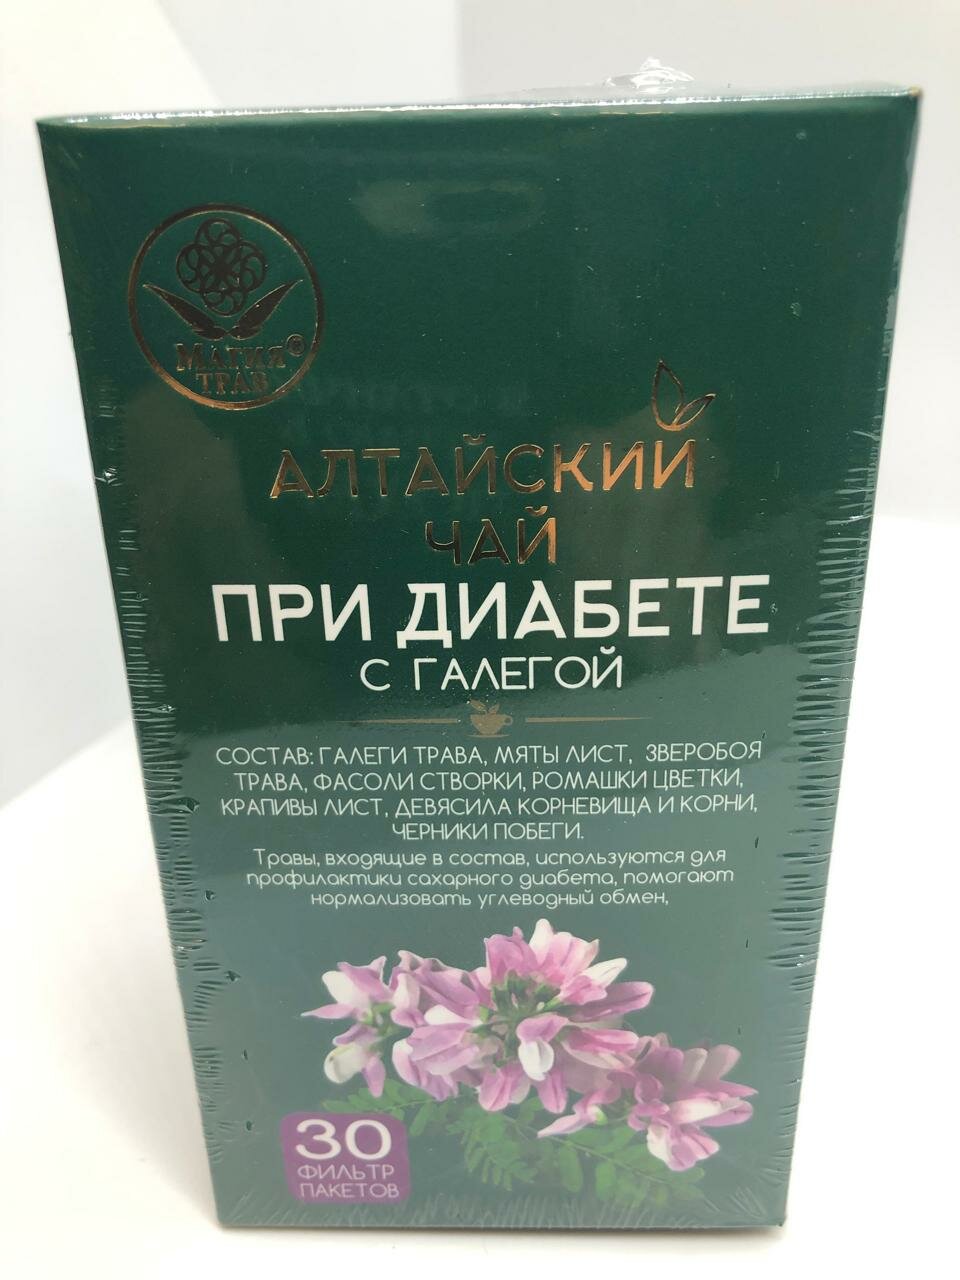 МАГИЯ®
ТРАВ
АЛТАЙСКИЙ
ЧАЙ
ПРИ ДИАБЕТЕ
С ГАЛЕГОЙ
СОСТАВ: ГАЛЕГИ ТРАВА, МЯТЫ ЛИСТ, ЗВЕРОБОЯ
ТРАВА, ФАСОЛИ СТВОРКИ, РОМАШКИ ЦВЕТКИ,
КРАПИВЫ ЛИСТ, ДЕВЯСИЛА КОРНЕВИЩА И КОРНИ,
ЧЕРНИКИ ПОБЕГИ.
Травы, входящие в состав, используются для
профилактики сахарного диабета, помогают
нормализовать углеводный обмен,
30
ФИЛЬТР
ПАКЕТОВ